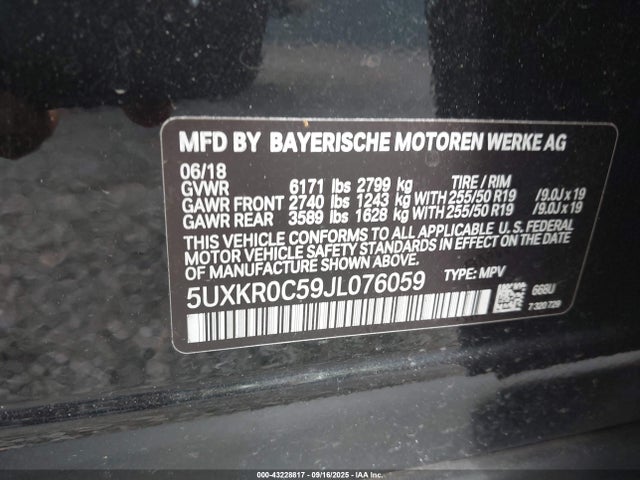 MFD BY BAYERISCHE MOTOREN WERKE AG
06/18
GVWR 6171 lbs 2799 kg TIRE / RIM
GAWR FRONT 2740 lbs 1243 kg WITH 255/50 R19 /9.0J x 19
GAWR REAR 3589 lbs 1628 kg WITH 255/50 R19 /9.0J x 19
THIS VEHICLE CONFORMS TO ALL APPLICABLE U.S. FEDERAL
MOTOR VEHICLE SAFETY STANDARDS IN EFFECT ON THE DATE
OF MANUFACTURE SHOWN ABOVE.
5UXKR0C59JL076059 TYPE: MPV
668U
7 320 729
000-43228817 | 09/16/2025 | IAA Inc.